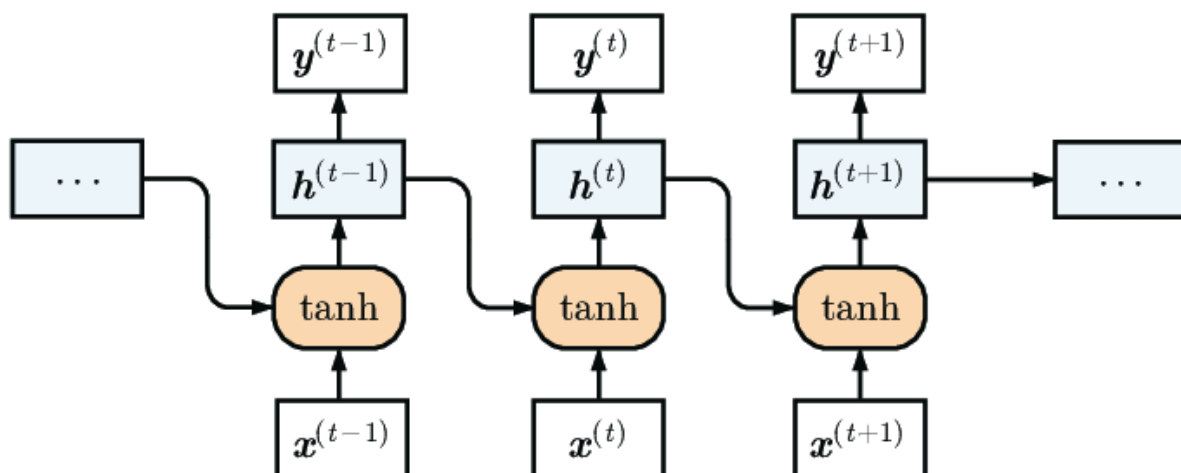 y^(t−1) y^(t) y^(t+1)
··· h^(t−1) h^(t) h^(t+1) ···
tanh tanh tanh
x^(t−1) x^(t) x^(t+1)